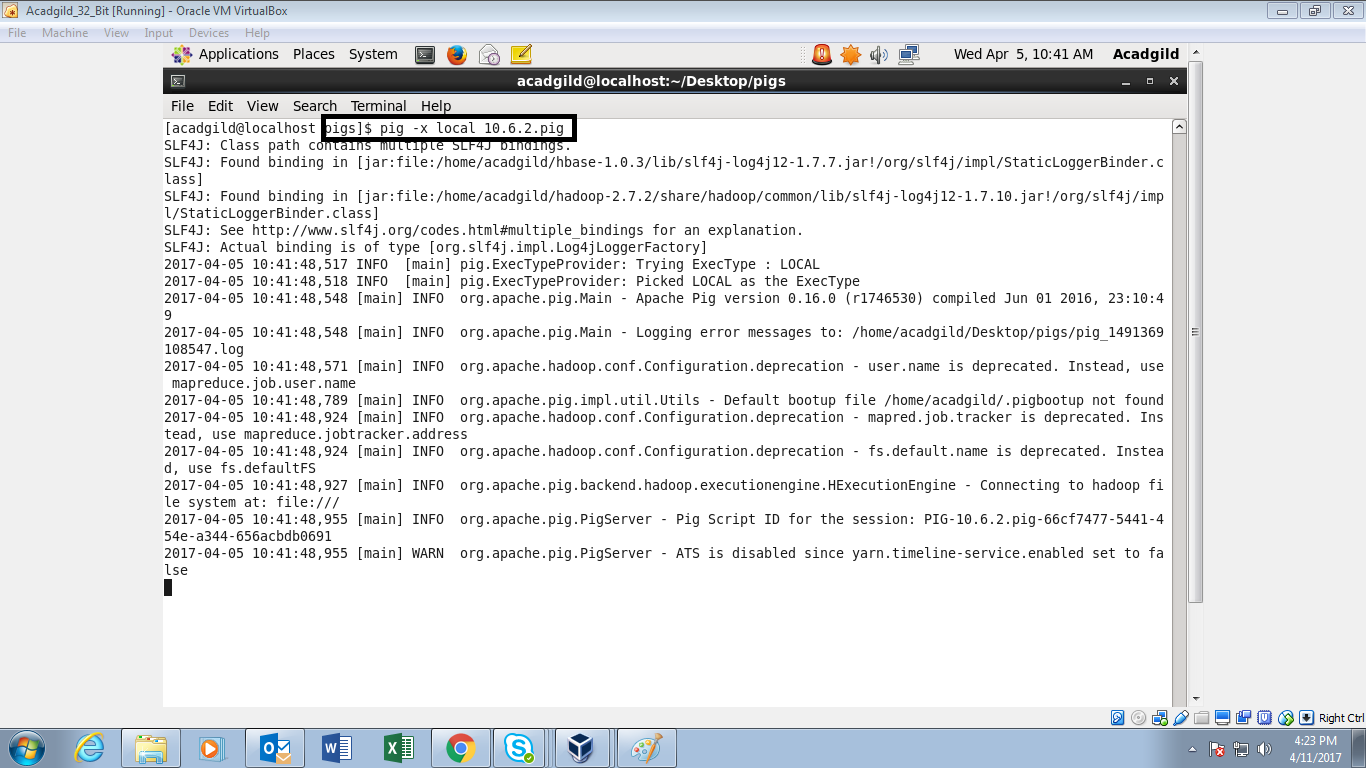 Acadgild_32_Bit [Running] - Oracle VM VirtualBox
File Machine View Input Devices Help
Applications Places System Wed Apr 5, 10:41 AM Acadgild
acadgild@localhost:~/Desktop/pigs
File Edit View Search Terminal Help
[acadgild@localhost pigs]$ pig -x local 10.6.2.pig
SLF4J: Class path contains multiple SLF4J bindings.
SLF4J: Found binding in [jar:file:/home/acadgild/hbase-1.0.3/lib/slf4j-log4j12-1.7.7.jar!/org/slf4j/impl/StaticLoggerBinder.c
lass]
SLF4J: Found binding in [jar:file:/home/acadgild/hadoop-2.7.2/share/hadoop/common/lib/slf4j-log4j12-1.7.10.jar!/org/slf4j/imp
l/StaticLoggerBinder.class]
SLF4J: See http://www.slf4j.org/codes.html#multiple_bindings for an explanation.
SLF4J: Actual binding is of type [org.slf4j.impl.Log4jLoggerFactory]
2017-04-05 10:41:48,517 INFO  [main] pig.ExecTypeProvider: Trying ExecType : LOCAL
2017-04-05 10:41:48,518 INFO  [main] pig.ExecTypeProvider: Picked LOCAL as the ExecType
2017-04-05 10:41:48,548 [main] INFO  org.apache.pig.Main - Apache Pig version 0.16.0 (r1746530) compiled Jun 01 2016, 23:10:4
9
2017-04-05 10:41:48,548 [main] INFO  org.apache.pig.Main - Logging error messages to: /home/acadgild/Desktop/pigs/pig_1491369
108547.log
2017-04-05 10:41:48,571 [main] INFO  org.apache.hadoop.conf.Configuration.deprecation - user.name is deprecated. Instead, use
 mapreduce.job.user.name
2017-04-05 10:41:48,789 [main] INFO  org.apache.pig.impl.util.Utils - Default bootup file /home/acadgild/.pigbootup not found
2017-04-05 10:41:48,924 [main] INFO  org.apache.hadoop.conf.Configuration.deprecation - mapred.job.tracker is deprecated. Ins
tead, use mapreduce.jobtracker.address
2017-04-05 10:41:48,924 [main] INFO  org.apache.hadoop.conf.Configuration.deprecation - fs.default.name is deprecated. Instea
d, use fs.defaultFS
2017-04-05 10:41:48,927 [main] INFO  org.apache.pig.backend.hadoop.executionengine.HExecutionEngine - Connecting to hadoop fi
le system at: file:///
2017-04-05 10:41:48,955 [main] INFO  org.apache.pig.PigServer - Pig Script ID for the session: PIG-10.6.2.pig-66cf7477-5441-4
54e-a344-656acbdb0691
2017-04-05 10:41:48,955 [main] WARN  org.apache.pig.PigServer - ATS is disabled since yarn.timeline-service.enabled set to fa
lse
Right Ctrl
4:23 PM
4/11/2017